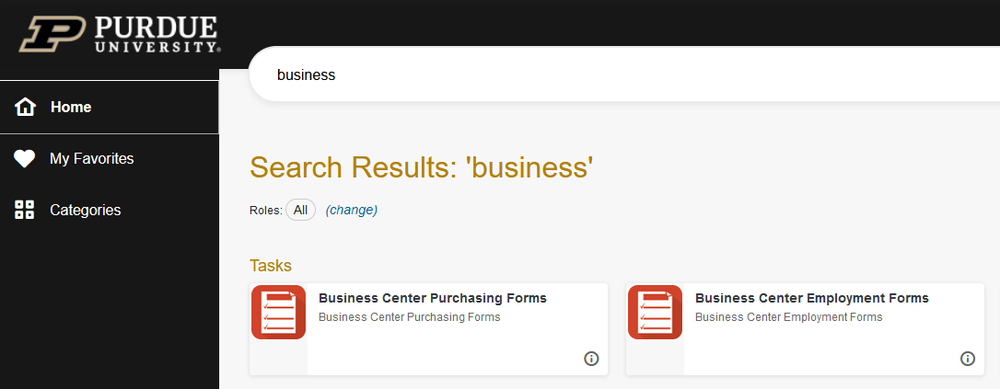 PURDUE
UNIVERSITY®
business
Home
My Favorites
Categories
Search Results: 'business'
Roles: All (change)
Tasks
Business Center Purchasing Forms
Business Center Purchasing Forms
Business Center Employment Forms
Business Center Employment Forms